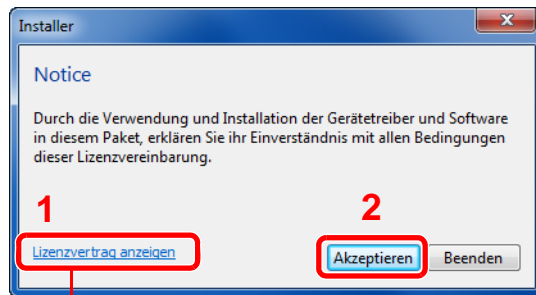 Installer
Notice
Durch die Verwendung und Installation der Gerätetreiber und Software
in diesem Paket, erklären Sie ihr Einverständnis mit allen Bedingungen
dieser Lizenzvereinbarung.
1
2
Lizenzvertrag anzeigen
Akzeptieren
Beenden